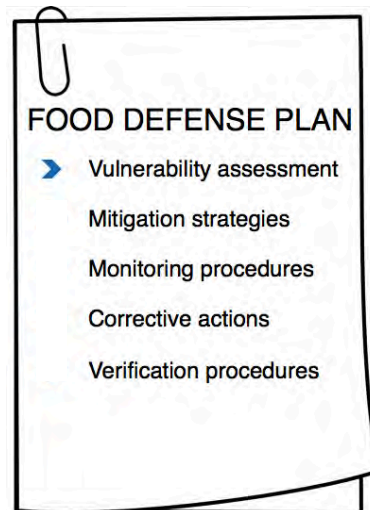 FOOD DEFENSE PLAN
Vulnerability assessment
Mitigation strategies
Monitoring procedures
Corrective actions
Verification procedures